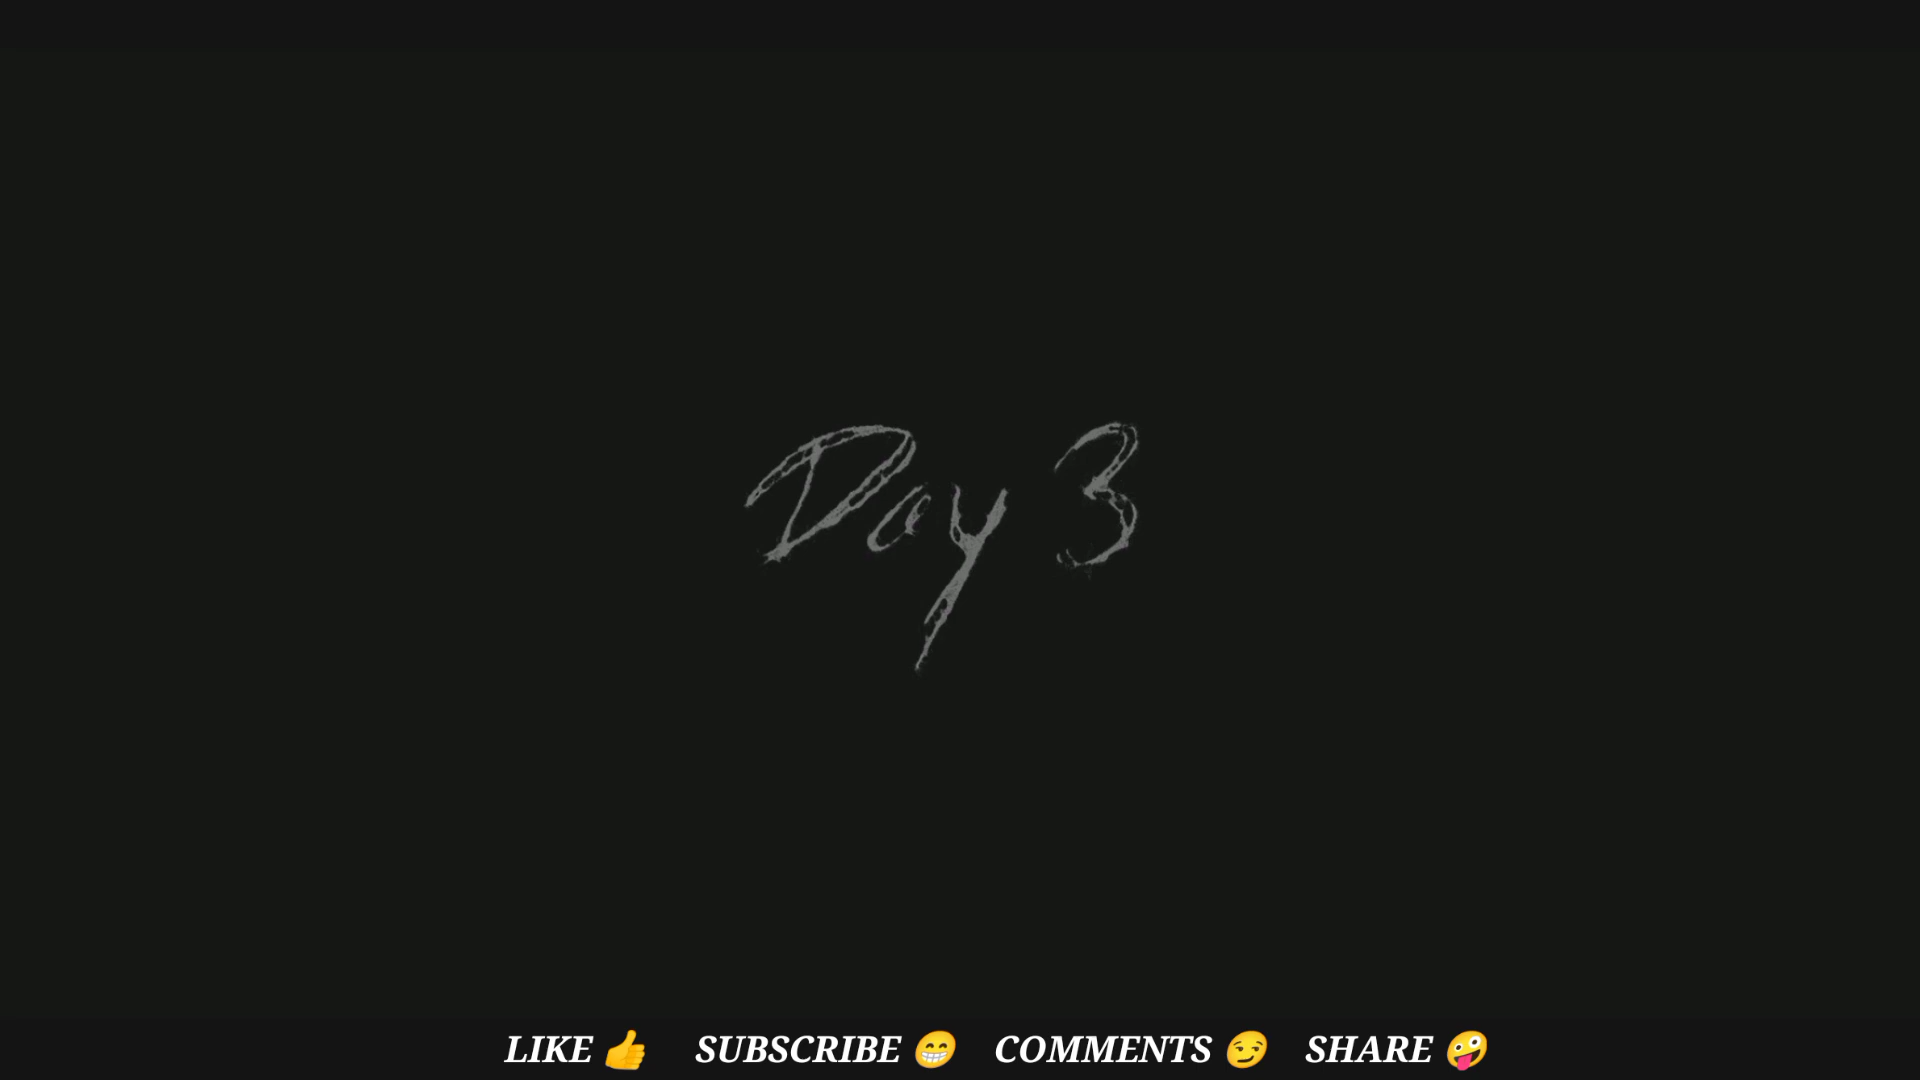 Day 3
LIKE 👍 SUBSCRIBE 😁 COMMENTS 😏 SHARE 🤪